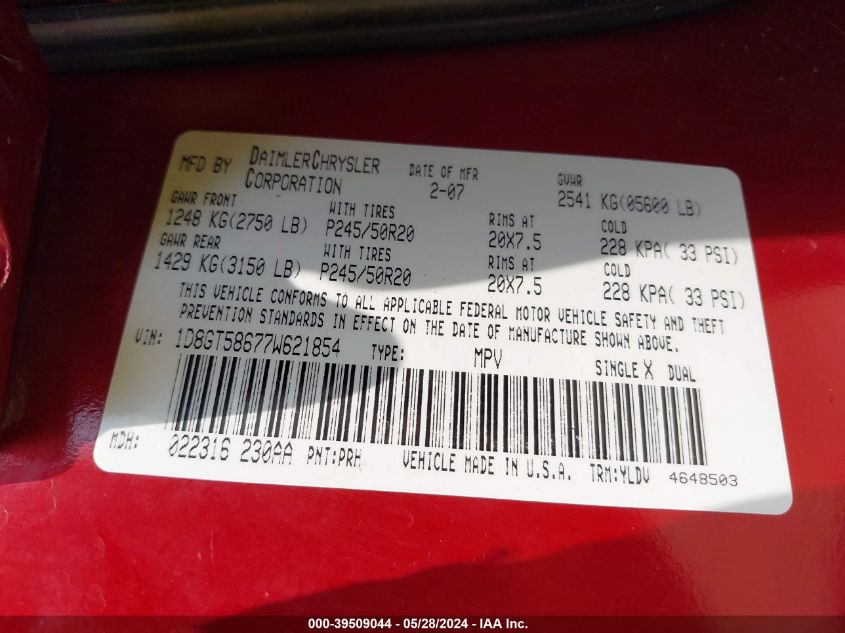 MFD BY DAIMLERCHRYSLER CORPORATION DATE OF MFR 2-07 GVWR 2541 KG(05600 LB)
GAWR FRONT WITH TIRES RIMS AT COLD
1248 KG(2750 LB) P245/50R20 20X7.5 228 KPA( 33 PSI)
GAWR REAR WITH TIRES RIMS AT COLD
1429 KG(3150 LB) P245/50R20 20X7.5 228 KPA( 33 PSI)
THIS VEHICLE CONFORMS TO ALL APPLICABLE FEDERAL MOTOR VEHICLE SAFETY AND THEFT
PREVENTION STANDARDS IN EFFECT ON THE DATE OF MANUFACTURE SHOWN ABOVE.
VIN: 1D8GT58677W621854 TYPE: MPV SINGLE X DUAL
MDH: 022316 230AA PNT:PRH VEHICLE MADE IN U.S.A. TRM:YLDV 4648503
000-39509044 - 05/28/2024 - IAA Inc.